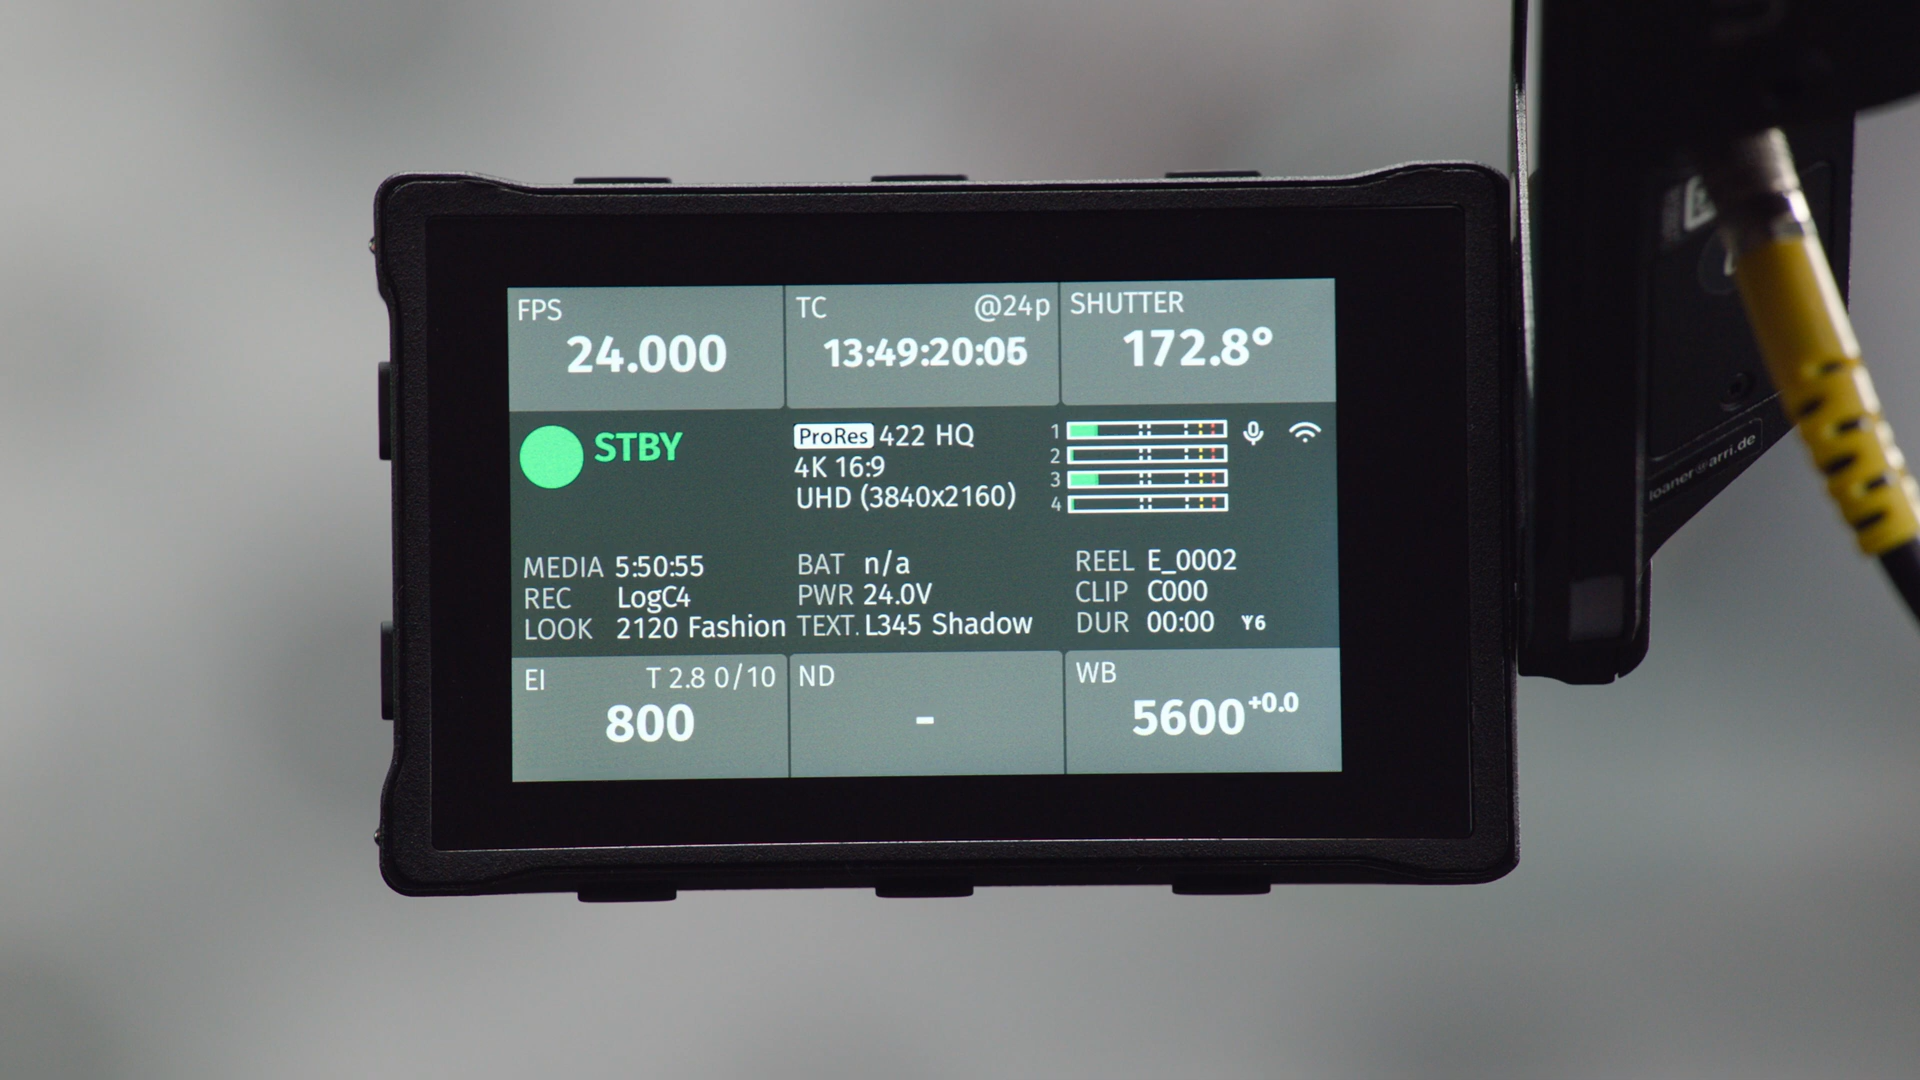 FPS
24.000
TC @24p
13:49:20:05
SHUTTER
172.8°
STBY
ProRes 422 HQ
4K 16:9
UHD (3840x2160)
1
2
3
4
MEDIA 5:50:55
REC LogC4
LOOK 2120 Fashion
BAT n/a
PWR 24.0V
TEXT. L345 Shadow
REEL E_0002
CLIP C000
DUR 00:00 Y6
EI T 2.8 0/10
800
ND
-
WB
5600+0.0
loaner@arri.de